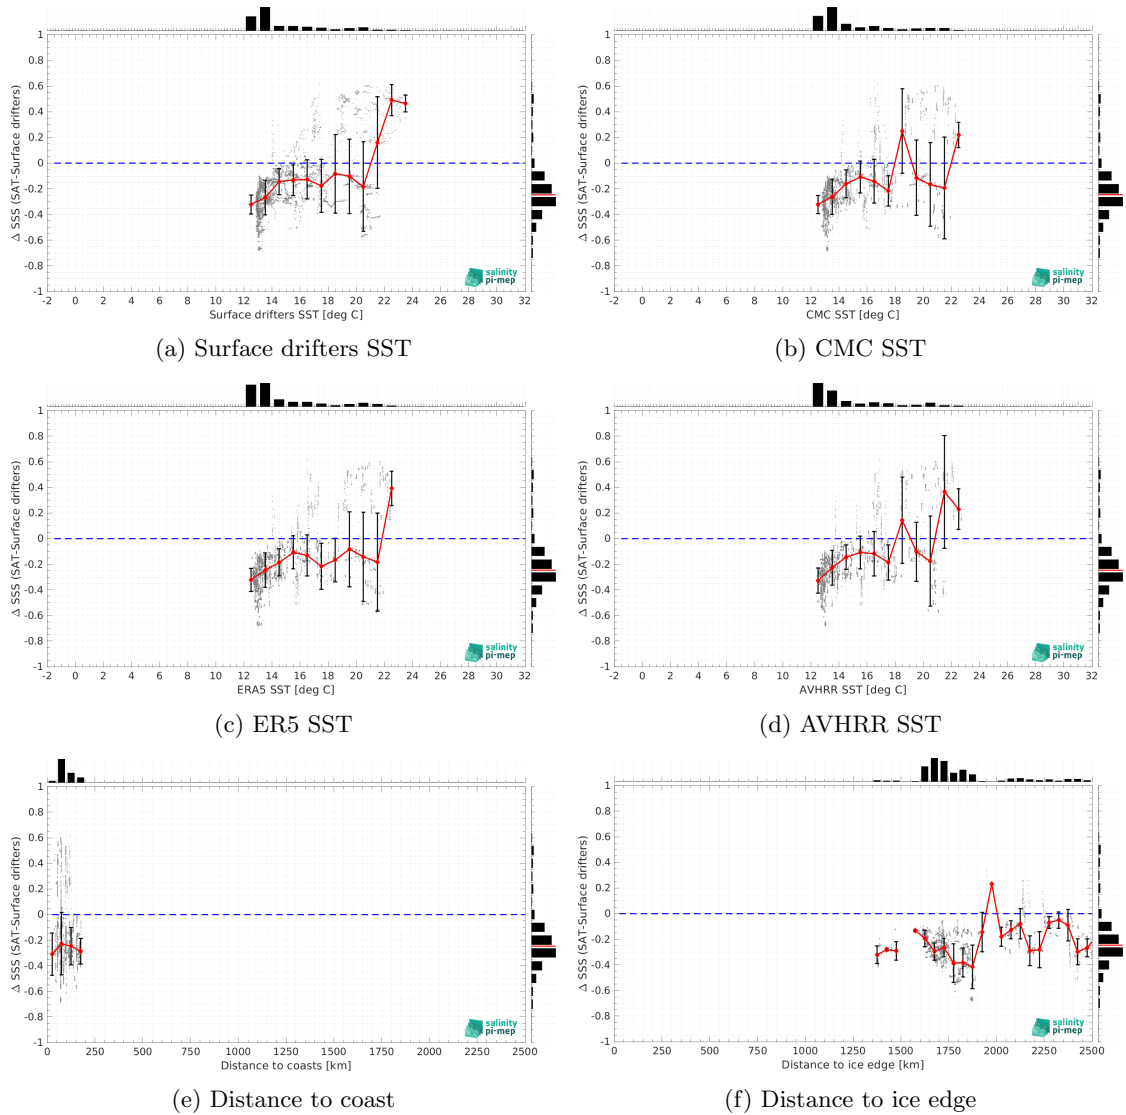 1
0.8
0.6
0.4
0.2
0
-0.2
-0.4
-0.6
-0.8
-1
Δ SSS (SAT-Surface drifters)
salinity
pi-mep
-2 0 2 4 6 8 10 12 14 16 18 20 22 24 26 28 30 32
Surface drifters SST [deg C]
(a) Surface drifters SST
1
0.8
0.6
0.4
0.2
0
-0.2
-0.4
-0.6
-0.8
-1
Δ SSS (SAT-Surface drifters)
salinity
pi-mep
-2 0 2 4 6 8 10 12 14 16 18 20 22 24 26 28 30 32
CMC SST [deg C]
(b) CMC SST
1
0.8
0.6
0.4
0.2
0
-0.2
-0.4
-0.6
-0.8
-1
Δ SSS (SAT-Surface drifters)
salinity
pi-mep
-2 0 2 4 6 8 10 12 14 16 18 20 22 24 26 28 30 32
ERA5 SST [deg C]
(c) ER5 SST
1
0.8
0.6
0.4
0.2
0
-0.2
-0.4
-0.6
-0.8
-1
Δ SSS (SAT-Surface drifters)
salinity
pi-mep
-2 0 2 4 6 8 10 12 14 16 18 20 22 24 26 28 30 32
AVHRR SST [deg C]
(d) AVHRR SST
1
0.8
0.6
0.4
0.2
0
-0.2
-0.4
-0.6
-0.8
-1
Δ SSS (SAT-Surface drifters)
salinity
pi-mep
0 250 500 750 1000 1250 1500 1750 2000 2250 2500
Distance to coasts [km]
(e) Distance to coast
1
0.8
0.6
0.4
0.2
0
-0.2
-0.4
-0.6
-0.8
-1
Δ SSS (SAT-Surface drifters)
salinity
pi-mep
0 250 500 750 1000 1250 1500 1750 2000 2250 2500
Distance to ice edge [km]
(f) Distance to ice edge